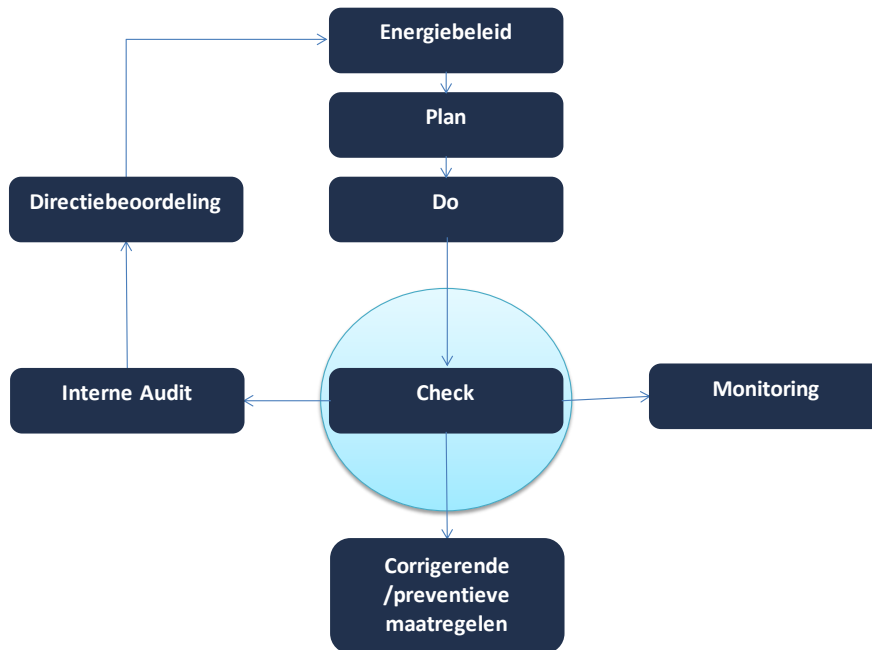 Energiebeleid
Plan
Directiebeoordeling
Do
Interne Audit
Check
Monitoring
Corrigerende
/preventieve
maatregelen